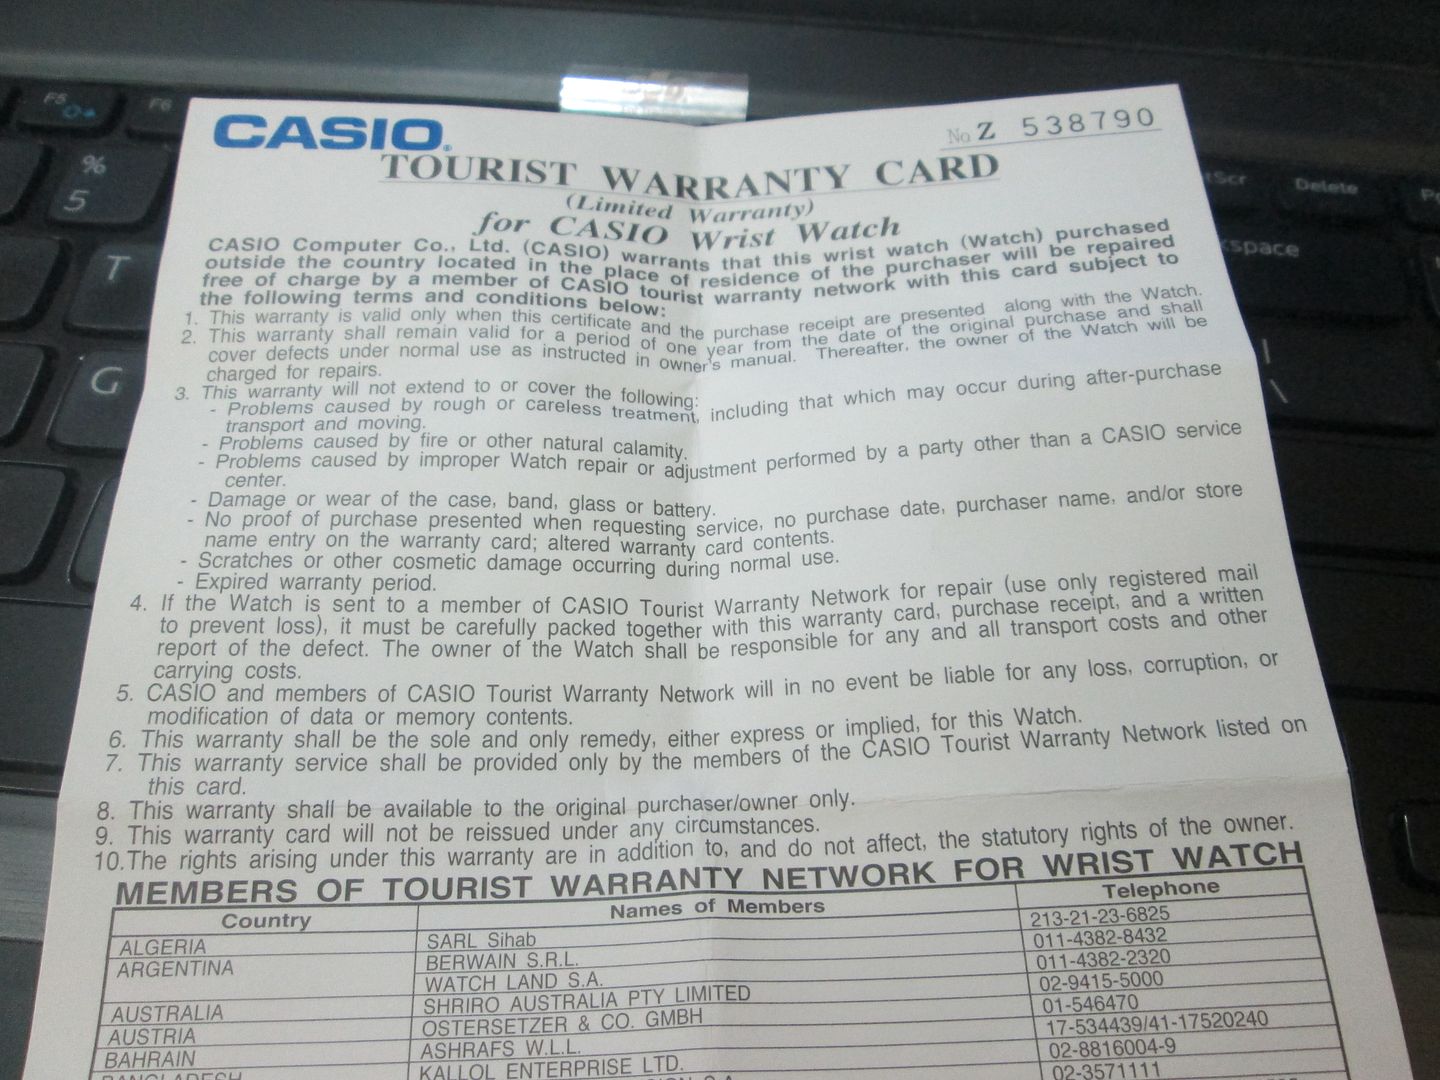 CASIO®
No Z 538790
TOURIST WARRANTY CARD
(Limited Warranty)
for CASIO Wrist Watch
CASIO Computer Co., Ltd. (CASIO) warrants that this wrist watch (Watch) purchased
outside the country located in the place of residence of the purchaser will be repaired
free of charge by a member of CASIO tourist warranty network with this card subject to
the following terms and conditions below:
1. This warranty is valid only when this certificate and the purchase receipt are presented along with the Watch.
2. This warranty shall remain valid for a period of one year from the date of the original purchase and shall
cover defects under normal use as instructed in owner's manual. Thereafter, the owner of the Watch will be
charged for repairs.
3. This warranty will not extend to or cover the following:
- Problems caused by rough or careless treatment, including that which may occur during after-purchase
transport and moving.
- Problems caused by fire or other natural calamity.
- Problems caused by improper Watch repair or adjustment performed by a party other than a CASIO service
center.
- Damage or wear of the case, band, glass or battery.
- No proof of purchase presented when requesting service, no purchase date, purchaser name, and/or store
name entry on the warranty card; altered warranty card contents.
- Scratches or other cosmetic damage occurring during normal use.
- Expired warranty period.
4. If the Watch is sent to a member of CASIO Tourist Warranty Network for repair (use only registered mail
to prevent loss), it must be carefully packed together with this warranty card, purchase receipt, and a written
report of the defect. The owner of the Watch shall be responsible for any and all transport costs and other
carrying costs.
5. CASIO and members of CASIO Tourist Warranty Network will in no event be liable for any loss, corruption, or
modification of data or memory contents.
6. This warranty shall be the sole and only remedy, either express or implied, for this Watch.
7. This warranty service shall be provided only by the members of the CASIO Tourist Warranty Network listed on
this card.
8. This warranty shall be available to the original purchaser/owner only.
9. This warranty card will not be reissued under any circumstances.
10. The rights arising under this warranty are in addition to, and do not affect, the statutory rights of the owner.
MEMBERS OF TOURIST WARRANTY NETWORK FOR WRIST WATCH
Country Names of Members Telephone
ALGERIA SARL Sihab 213-21-23-6825
ARGENTINA BERWAIN S.R.L. 011-4382-8432
WATCH LAND S.A. 011-4382-2320
AUSTRALIA SHRIRO AUSTRALIA PTY LIMITED 02-9415-5000
AUSTRIA OSTERSETZER & CO. GMBH 01-546470
BAHRAIN ASHRAFS W.L.L. 17-534439/41-17520240
BANGLADESH KALLOL ENTERPRISE LTD. 02-8816004-9
02-3571111
F5
F6
%
5
T
G
Delete